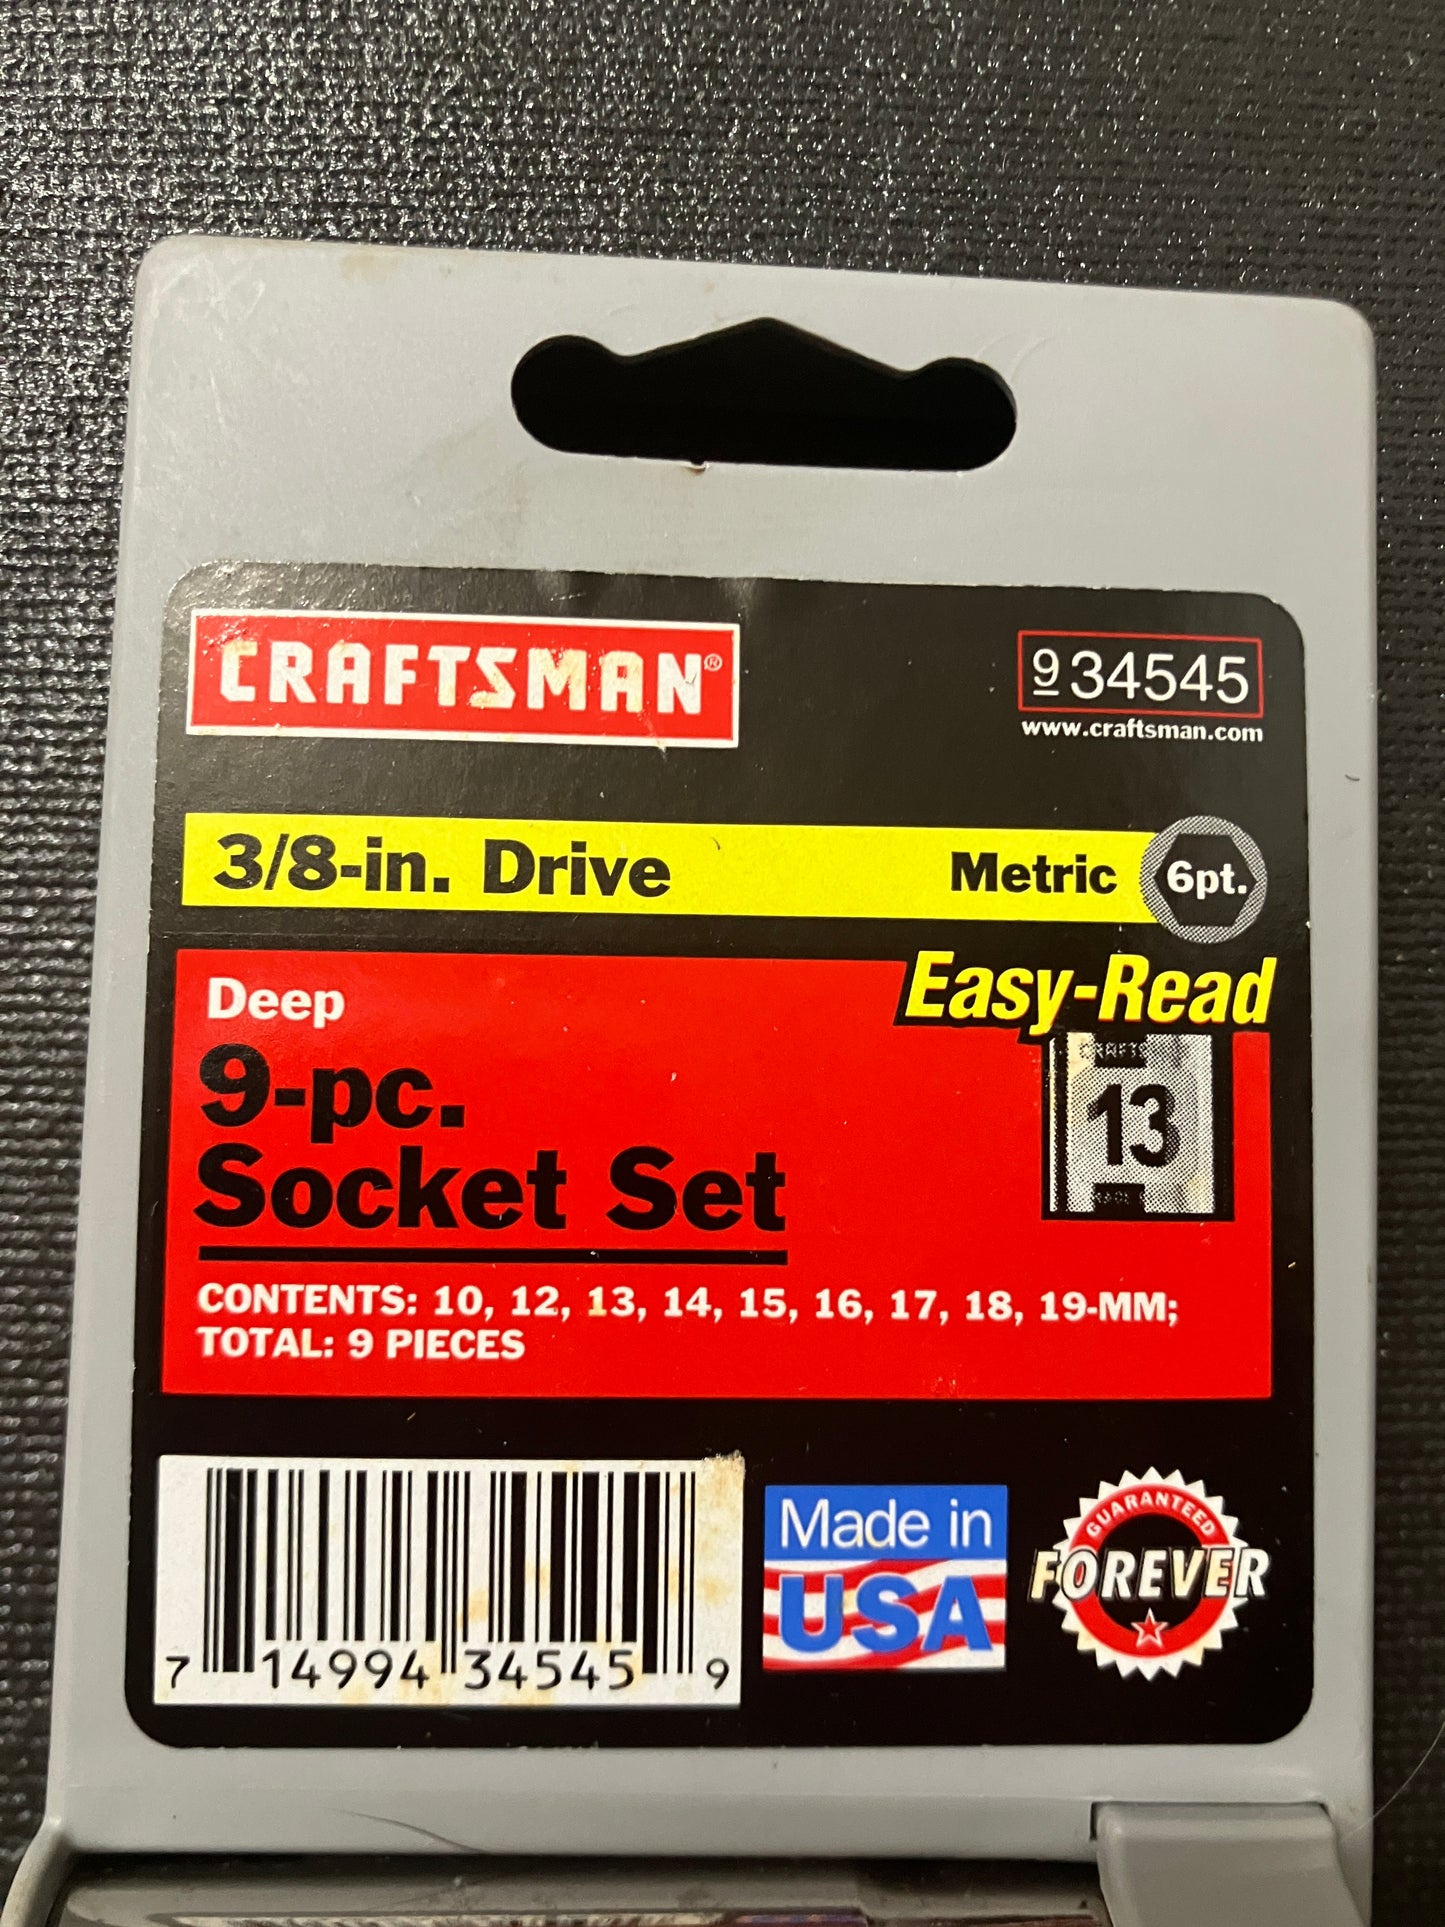 CRAFTSMAN®
9 34545
www.craftsman.com
3/8-in. Drive
Metric
6pt.
Easy-Read
Deep
9-pc.
Socket Set
13
CONTENTS: 10, 12, 13, 14, 15, 16, 17, 18, 19-MM;
TOTAL: 9 PIECES
7 14994 34545 9
Made in
USA
GUARANTEED
FOREVER